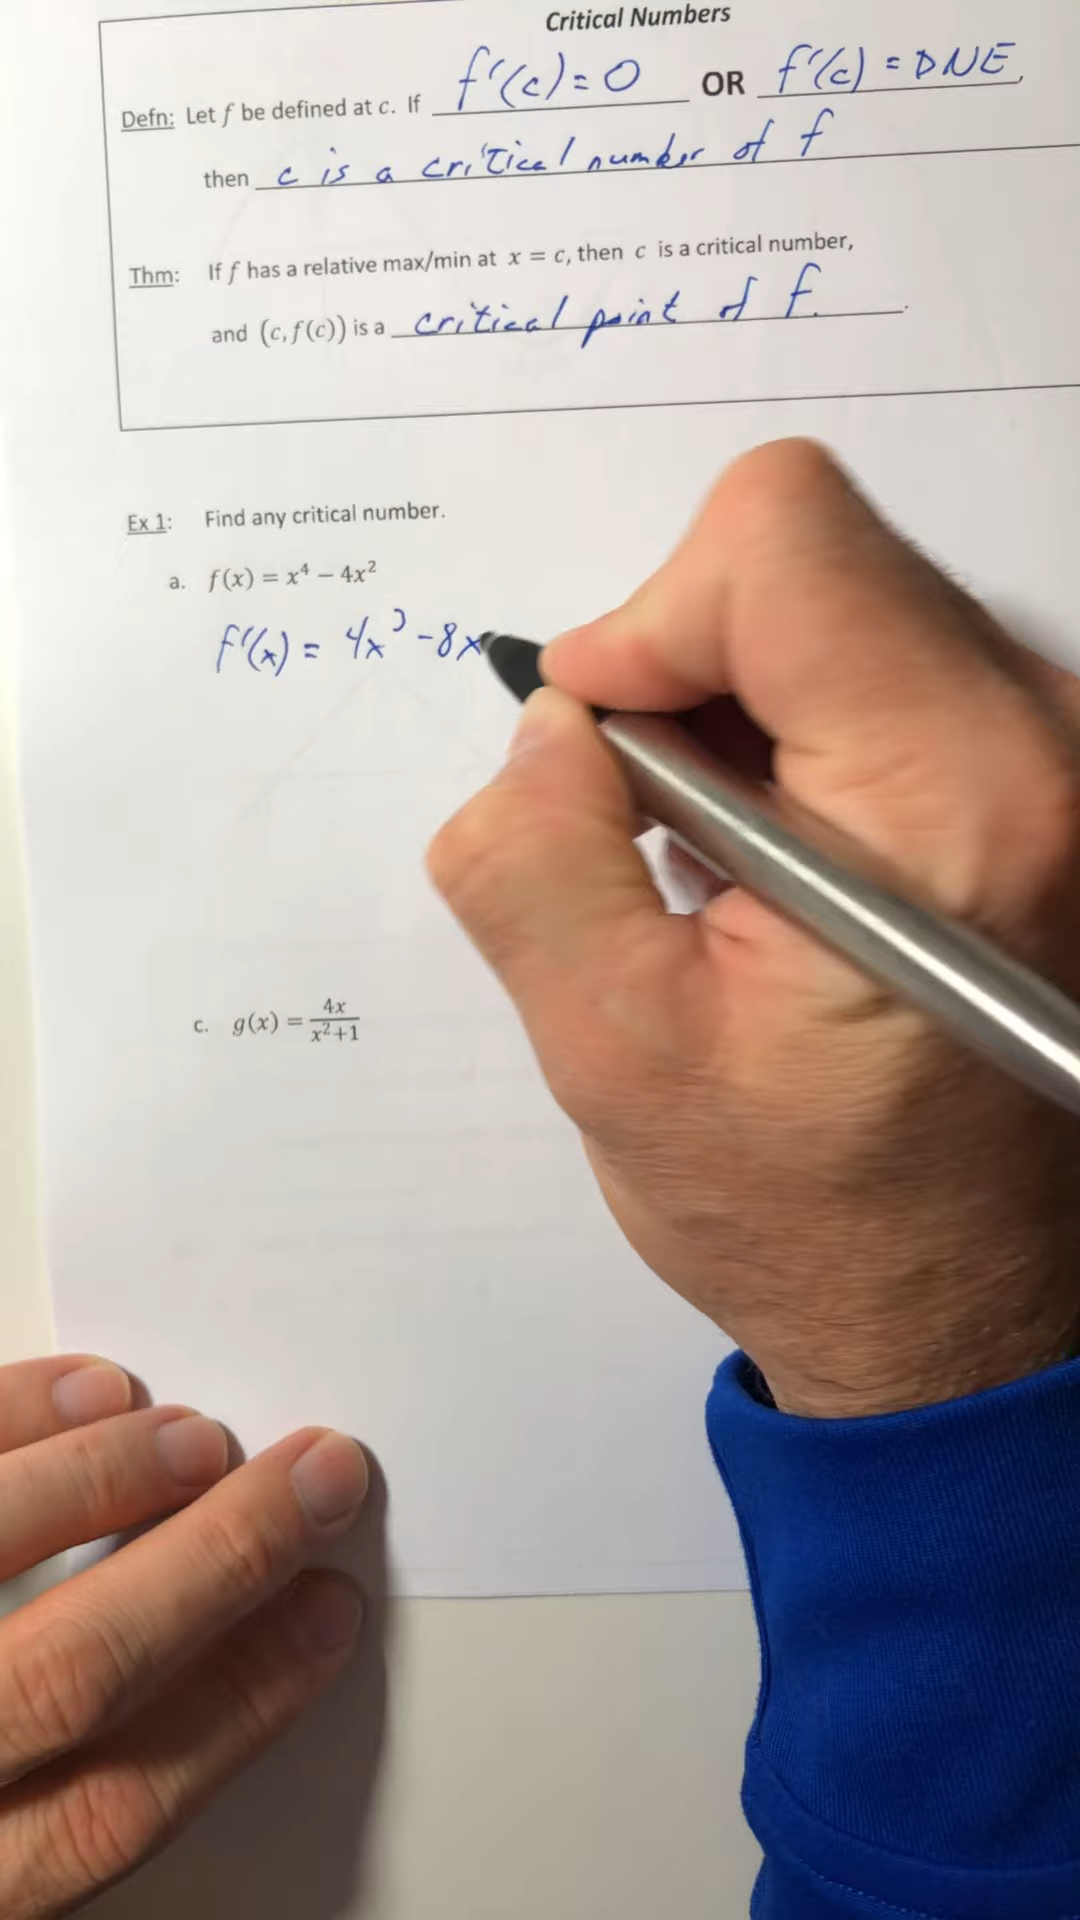 Critical Numbers
Defn: Let f be defined at c. If f'(c)=0 OR f'(c) = DNE,
then c is a critical number of f
Thm: If f has a relative max/min at x = c, then c is a critical number,
and (c, f(c)) is a critical point of f.
Ex 1: Find any critical number.
a. f(x) = x⁴ − 4x²
f'(x) = 4x³ - 8x
c. g(x) = 4x/x²+1